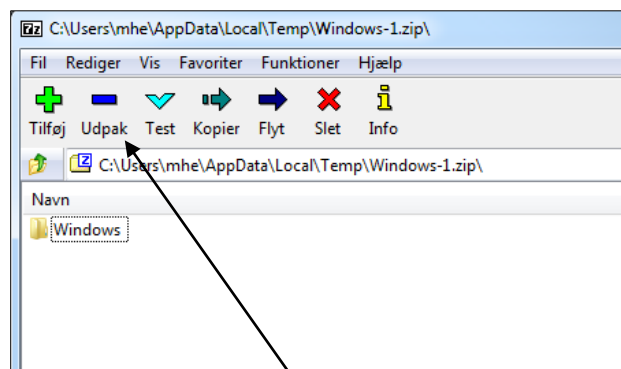 7z C:\Users\mhe\AppData\Local\Temp\Windows-1.zip\
Fil Rediger Vis Favoriter Funktioner Hjælp
Tilføj Udpak Test Kopier Flyt Slet Info
C:\Users\mhe\AppData\Local\Temp\Windows-1.zip\
Navn
Windows